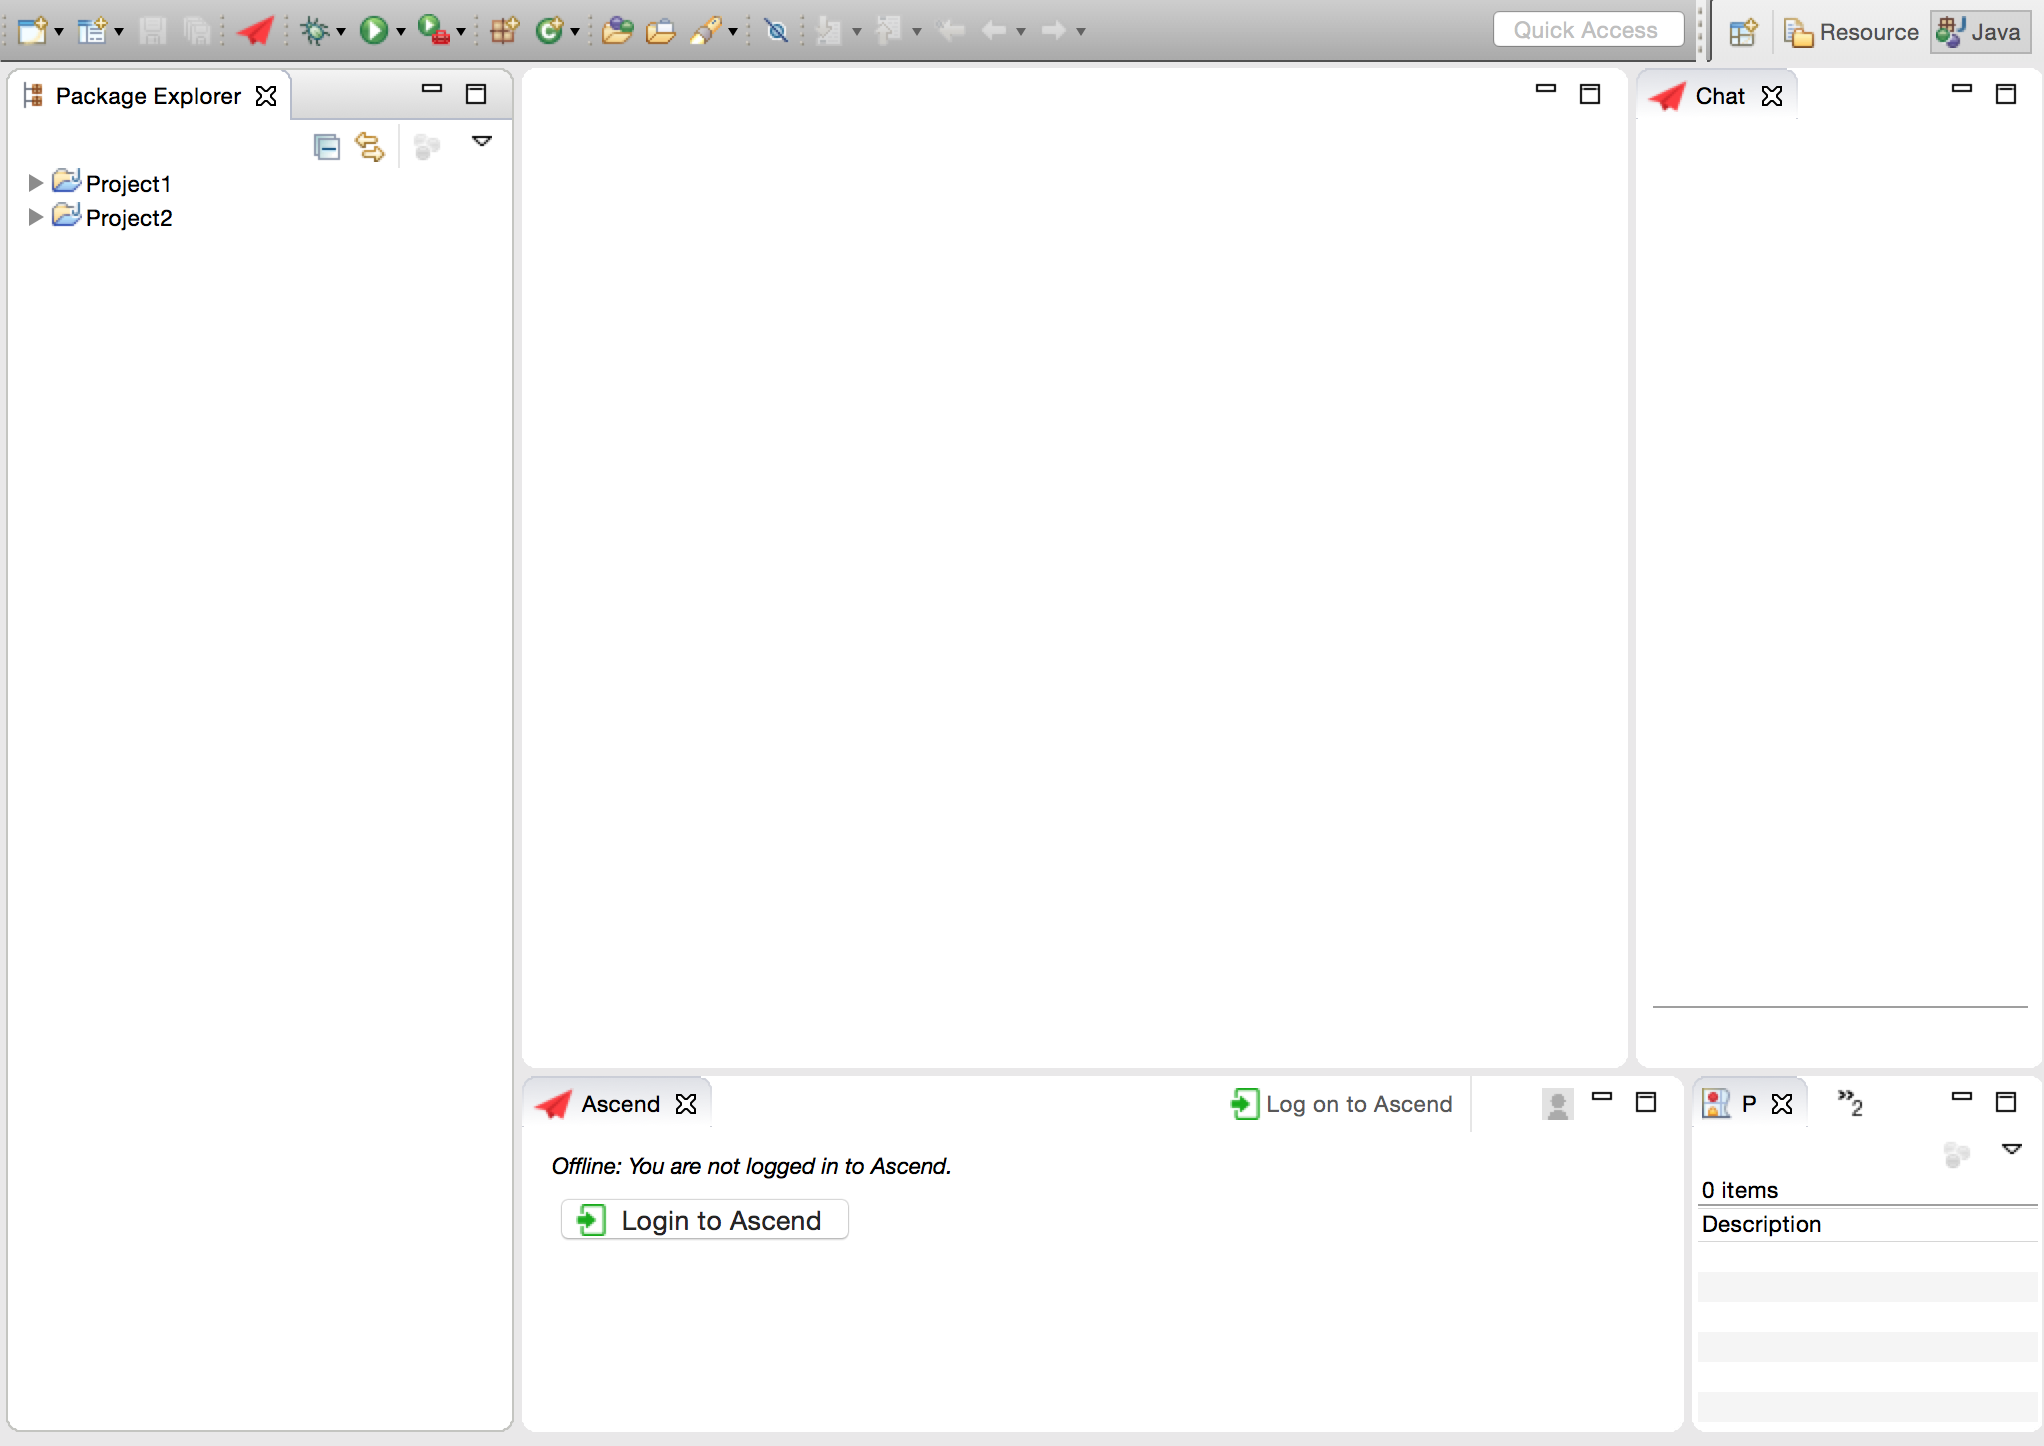 Quick Access
Resource
Java
Package Explorer
Project1
Project2
Chat
Ascend
Log on to Ascend
Offline: You are not logged in to Ascend.
Login to Ascend
P
»2
0 items
Description